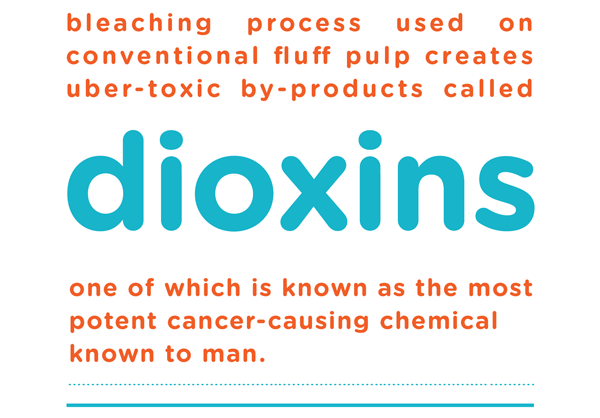 bleaching process used on
conventional fluff pulp creates
uber-toxic by-products called
dioxins
one of which is known as the most
potent cancer-causing chemical
known to man.